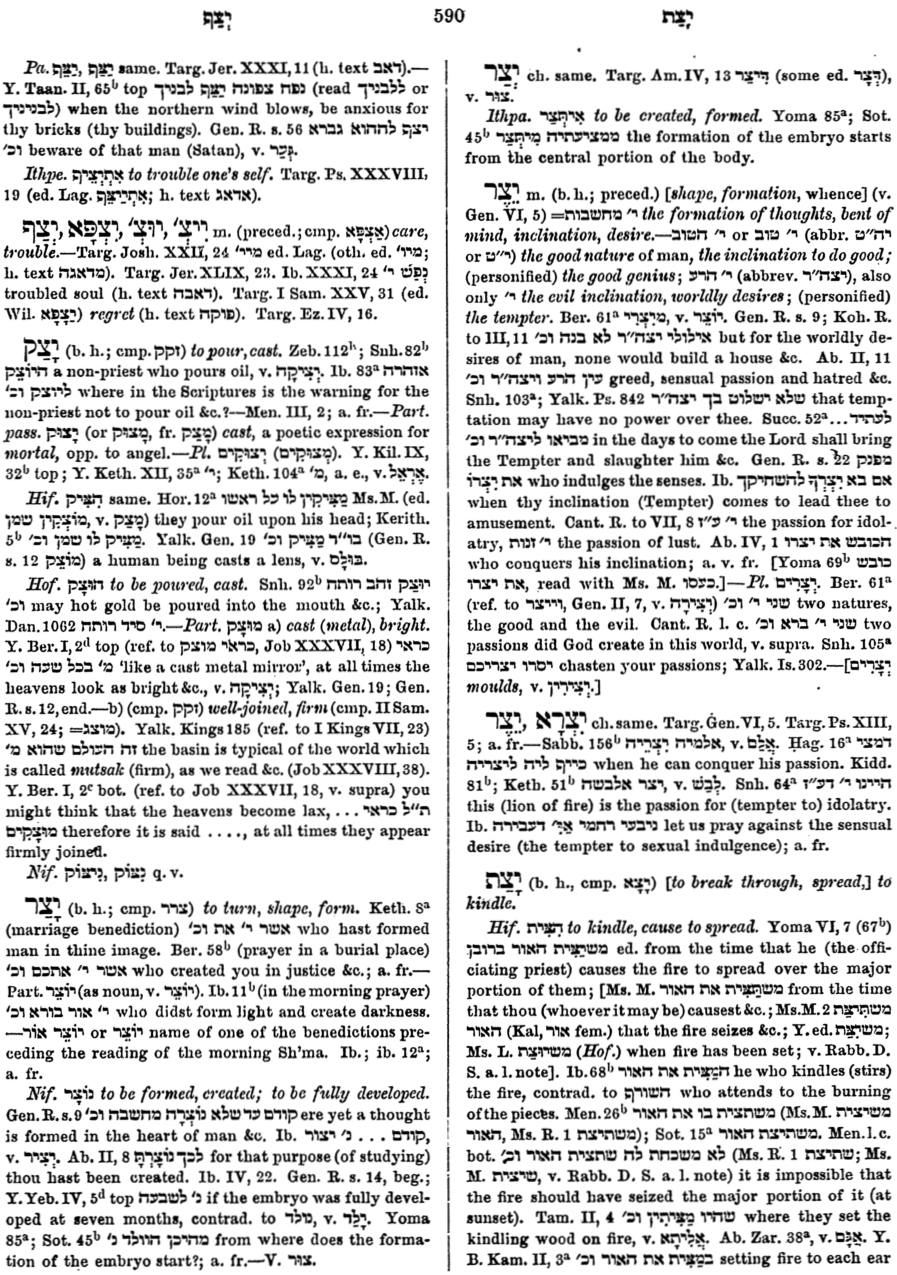 יָצַף
590
יָצַת
Pa. יַצֵּף, יַצֵּף same. Targ. Jer. XXXI, 11 (h. text דאב).—
Y. Taan. II, 65ᵇ top נפח צפונה יַצֵּף לבניך (read ללבניך or
לבניניך) when the northern wind blows, be anxious for
thy bricks (thy buildings). Gen. R. s. 56 יצף לההוא גברא
וכ' beware of that man (Satan), v.
Ithpe. אִתְיְצֵיף to trouble one's self. Targ. Ps. XXXVIII,
19 (ed. Lag. h. text אדאג).
יְצַף, יִצְפָא, וִוּצְ', יִיצְ' m. (preced.; cmp. אִצְפָּא) care,
trouble.—Targ. Josh. XXII, 24 מריי' ed. Lag. (oth. ed. מיי';
h. text מדאגה). Targ. Jer. XLIX, 23. Ib. XXXI, 24 נפש י'
troubled soul (h. text דאבה). Targ. I Sam. XXV, 31 (ed.
Wil. יַצְפָא) regret (h. text פוקה). Targ. Ez. IV, 16.
יָצַק (b. h.; cmp. זקק) to pour, cast. Zeb. 112ᵇ; Snh. 82ᵇ
היוצק a non-priest who pours oil, v. יְצִיקָה. Ib. 83ᵃ אזהרה
ליוצק וכ' where in the Scriptures is the warning for the
non-priest not to pour oil &c.?—Men. III, 2; a. fr.—Part.
pass. יָצוּק (or מָצוּק, fr. מָצַק) cast, a poetic expression for
mortal, opp. to angel.—Pl. יְצוּקִים (מְצוּקִים). Y. Kil. IX,
32ᵇ top; Y. Keth. XII, 35ᵃ י'; Keth. 104ᵃ מ', a. e., v. אֶרְאֵל.
Hif. הִצִּיק same. Hor. 12ᵃ מַצִּיקִין לו על ראשו Ms. M. (ed.
מוֹצְקִין שמן, v. מָצַק) they pour oil upon his head; Kerith.
5ᵇ מַצִּיק לו שמן וכ'. Yalk. Gen. 19 בו"ד מַצִּיק וכ' (Gen. R.
s. 12 מוֹצֵק) a human being casts a lens, v. בּוּלָּס.
Hof. הוּצַק to be poured, cast. Snh. 92ᵇ יוּצַק זהב רותח
וכ' may hot gold be poured into the mouth &c.; Yalk.
Dan. 1062 י' סיד רותח.—Part. מוּצָק a) cast (metal), bright.
Y. Ber. I, 2ᵈ top (ref. to כראי מוצק, Job XXXVII, 18) כראי
מ' בכל שעה וכ' 'like a cast metal mirror', at all times the
heavens look as bright &c., v. יְצִיקָה; Yalk. Gen. 19; Gen.
R. s. 12, end.—b) (cmp. זקק) well-joined, firm (cmp. II Sam.
XV, 24; =מוצג). Yalk. Kings 185 (ref. to I Kings VII, 23)
זה העולם שהוא מ' the basin is typical of the world which
is called mutsak (firm), as we read &c. (Job XXXVIII, 38).
Y. Ber. I, 2ᶜ bot. (ref. to Job XXXVII, 18, v. supra) you
might think that the heavens become lax, ... ת"ל כראי
מוּצָקִים therefore it is said ...., at all times they appear
firmly joined.
Nif. נָצוֹק, נִיצוֹק q. v.
יָצַר (b. h.; cmp. צרר) to turn, shape, form. Keth. 8ᵃ
(marriage benediction) אשר י' את וכ' who hast formed
man in thine image. Ber. 58ᵇ (prayer in a burial place)
אשר י' אתכם וכ' who created you in justice &c.; a. fr.—
Part. יוֹצֵר (as noun, v. יוֹצֵר). Ib. 11ᵇ (in the morning prayer)
י' אור בורא וכ' who didst form light and create darkness.
—יוֹצֵר or יוֹצֵר אוֹר name of one of the benedictions pre-
ceding the reading of the morning Sh'ma. Ib.; ib. 12ᵃ;
a. fr.
Nif. נוֹצָר to be formed, created; to be fully developed.
Gen. R. s. 9 קודם עד שלא נוֹצְרָה מחשבה וכ' ere yet a thought
is formed in the heart of man &c. Ib. קודם ... נ' יצור,
v. יְצִיר. Ab. II, 8 לכך נוֹצָרְתָּ for that purpose (of studying)
thou hast been created. Ib. IV, 22. Gen. R. s. 14, beg.;
Y. Yeb. IV, 5ᵈ top נ' לשבעה if the embryo was fully devel-
oped at seven months, contrad. to מולד, v. יָלַד. Yoma
85ᵃ; Sot. 45ᵇ מהיכן הוולד נ' from where does the forma-
tion of the embryo start?; a. fr.—V. צוּר.
יְצַר ch. same. Targ. Am. IV, 13 דִּיצַר (some ed. דְּצָר),
v. צוּר.
Ithpa. אִיתְּצַר to be created, formed. Yoma 85ᵃ; Sot.
45ᵇ ממציעתיה מִיתְּצַר the formation of the embryo starts
from the central portion of the body.
יֵצֶר m. (b. h.; preced.) [shape, formation, whence] (v.
Gen. VI, 5) =י' מחשבות the formation of thoughts, bent of
mind, inclination, desire.—י' טוב or י' הטוב (abbr. יה"ט
or י"ט) the good nature of man, the inclination to do good;
(personified) the good genius; י' הרע (abbrev. יצה"ר), also
only י' the evil inclination, worldly desires; (personified)
the tempter. Ber. 61ᵃ מִיִּצְרִי, v. יוֹצֵר. Gen. R. s. 9; Koh. R.
to III, 11 אילולי יצה"ר לא בנה וכ' but for the worldly de-
sires of man, none would build a house &c. Ab. II, 11
עין הרע ויצה"ר וכ' greed, sensual passion and hatred &c.
Snh. 103ᵃ; Yalk. Ps. 842 שלא ישלוט בך יצה"ר that temp-
tation may have no power over thee. Succ. 52ᵃ לעתיד...
מביאו ליצה"ר וכ' in the days to come the Lord shall bring
the Tempter and slaughter him &c. Gen. R. s. 22 מפנק
את יִצְרוֹ who indulges the senses. Ib. אם בא יִצְרְךָ להשחיקך
when thy inclination (Tempter) comes to lead thee to
amusement. Cant. R. to VII, 8 י' ע"ז the passion for idol-
atry, י' זנות the passion of lust. Ab. IV, 1 הכובש את יצרו
who conquers his inclination; a. v. fr. [Yoma 69ᵇ כובש
את יצרו, read with Ms. M. כעסו.]—Pl. יְצָרִים. Ber. 61ᵃ
(ref. to וייצר, Gen. II, 7, v. יְצִירָה) שני י' וכ' two natures,
the good and the evil. Cant. R. l. c. שני י' ברא וכ' two
passions did God create in this world, v. supra. Snh. 105ᵃ
יסרו יצריכם chasten your passions; Yalk. Is. 302.—[יְצָרִים
moulds, v. יְצִירִין.]
יִצְרָא, יֵצֶר ch. same. Targ. Gen. VI, 5. Targ. Ps. XIII,
5; a. fr.—Sabb. 156ᵇ אלמיה יִצְרֵיה, v. אֲלַם. Ḥag. 16ᵃ דמצי
כייף ליה ליצריה when he can conquer his passion. Kidd.
81ᵇ; Keth. 51ᵇ יצר אלבשה, v. לְבַשׁ. Snh. 64ᵃ היינו י' דע"ז
this (lion of fire) is the passion for (tempter to) idolatry.
Ib. ניבעי רחמי אַיִּ' דעבירה let us pray against the sensual
desire (the tempter to sexual indulgence); a. fr.
יָצַת (b. h., cmp. יָצָא) [to break through, spread,] to
kindle.
Hif. הִצִּית to kindle, cause to spread. Yoma VI, 7 (67ᵇ)
משיצית האור ברובן ed. from the time that he (the offi-
ciating priest) causes the fire to spread over the major
portion of them; [Ms. M. משתצית את האור from the time
that thou (whoever it may be) causest &c.; Ms. M. 2 משתיצת
האור (Kal, אור fem.) that the fire seizes &c.; Y. ed. משיצת;
Ms. L. משיוצת (Hof.) when fire has been set; v. Rabb. D.
S. a. l. note]. Ib. 68ᵇ המצית את האור he who kindles (stirs)
the fire, contrad. to השורף who attends to the burning
of the pieces. Men. 26ᵇ משתצית בו את האור (Ms. M. משיצית
האור, Ms. R. 1 משתיצת); Sot. 15ᵃ משתיצת האור. Men. l. c.
bot. לא משכחת לה שתצית האור וכ' (Ms. R. 1 שתיצת; Ms.
M. שיצית, v. Rabb. D. S. a. l. note) it is impossible that
the fire should have seized the major portion of it (at
sunset). Tam. II, 4 שהיו מַצִּיתִין וכ' where they set the
kindling wood on fire, v. אֲלִיתָא. Ab. Zar. 38ᵃ, v. אֲגַּם. Y.
B. Kam. II, 3ᵃ במצית את האור וכ' setting fire to each ear